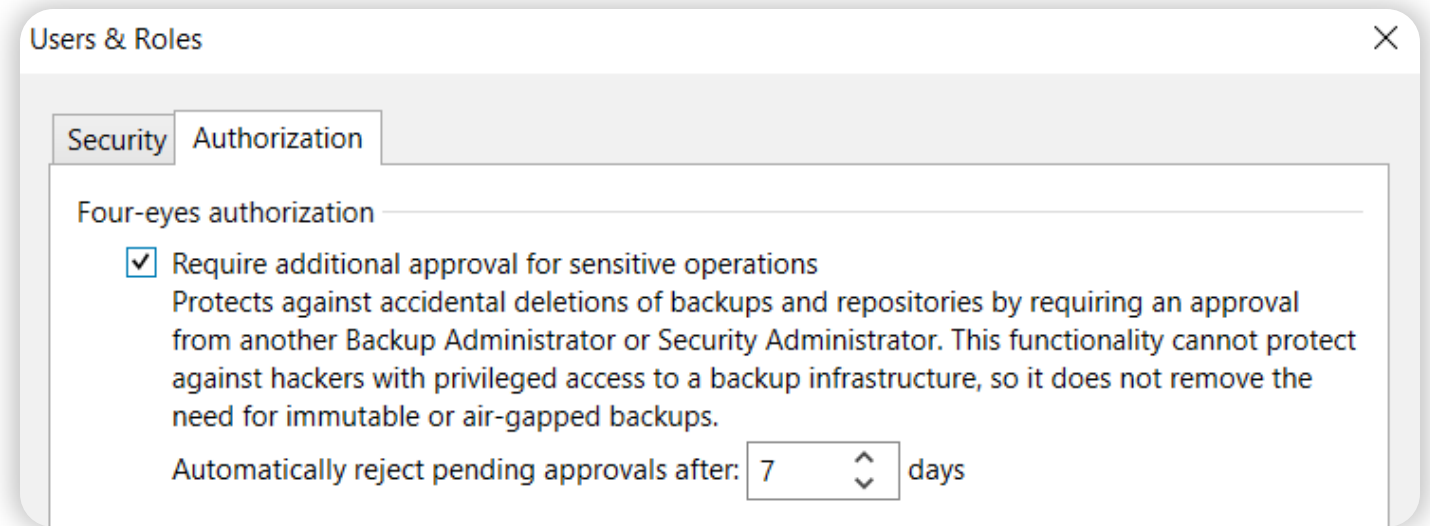 Users & Roles
Security
Authorization
Four-eyes authorization
Require additional approval for sensitive operations
Protects against accidental deletions of backups and repositories by requiring an approval
from another Backup Administrator or Security Administrator. This functionality cannot protect
against hackers with privileged access to a backup infrastructure, so it does not remove the
need for immutable or air-gapped backups.
Automatically reject pending approvals after: 7 days